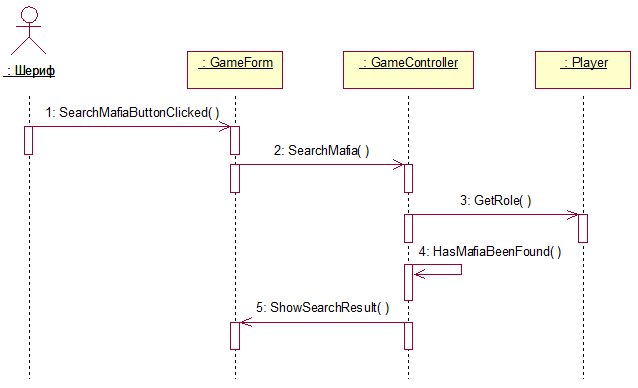 : Шериф
: GameForm
: GameController
: Player
1: SearchMafiaButtonClicked( )
2: SearchMafia( )
3: GetRole( )
4: HasMafiaBeenFound( )
5: ShowSearchResult( )